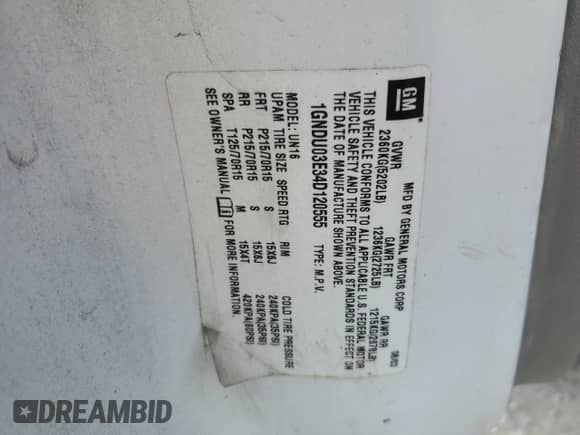 GM
MFD BY GENERAL MOTORS CORP 08/03
GVWR GAWR FRT GAWR RR
2360KG(5202LB) 1236KG(2725LB) 1215KG(2679LB)
THIS VEHICLE CONFORMS TO ALL APPLICABLE U.S. FEDERAL MOTOR
VEHICLE SAFETY AND THEFT PREVENTION STANDARDS IN EFFECT ON
THE DATE OF MANUFACTURE SHOWN ABOVE.
1GNDU03E34D120555 TYPE: M.P.V.
MODEL: UN16
UPAM TIRE SIZE SPEED RTG RIM COLD TIRE PRESSURE
FRT P215/70R15 S 15X6J 240KPA(35PSI)
RR P215/70R15 S 15X6J 240KPA(35PSI)
SPA T125/70R15 M 15X4T 420KPA(60PSI)
SEE OWNER'S MANUAL FOR MORE INFORMATION.
DREAMBID